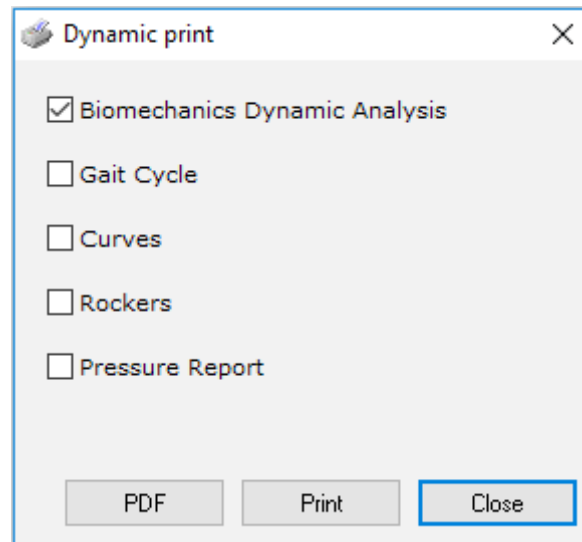 Dynamic print
Biomechanics Dynamic Analysis
Gait Cycle
Curves
Rockers
Pressure Report
PDF Print Close